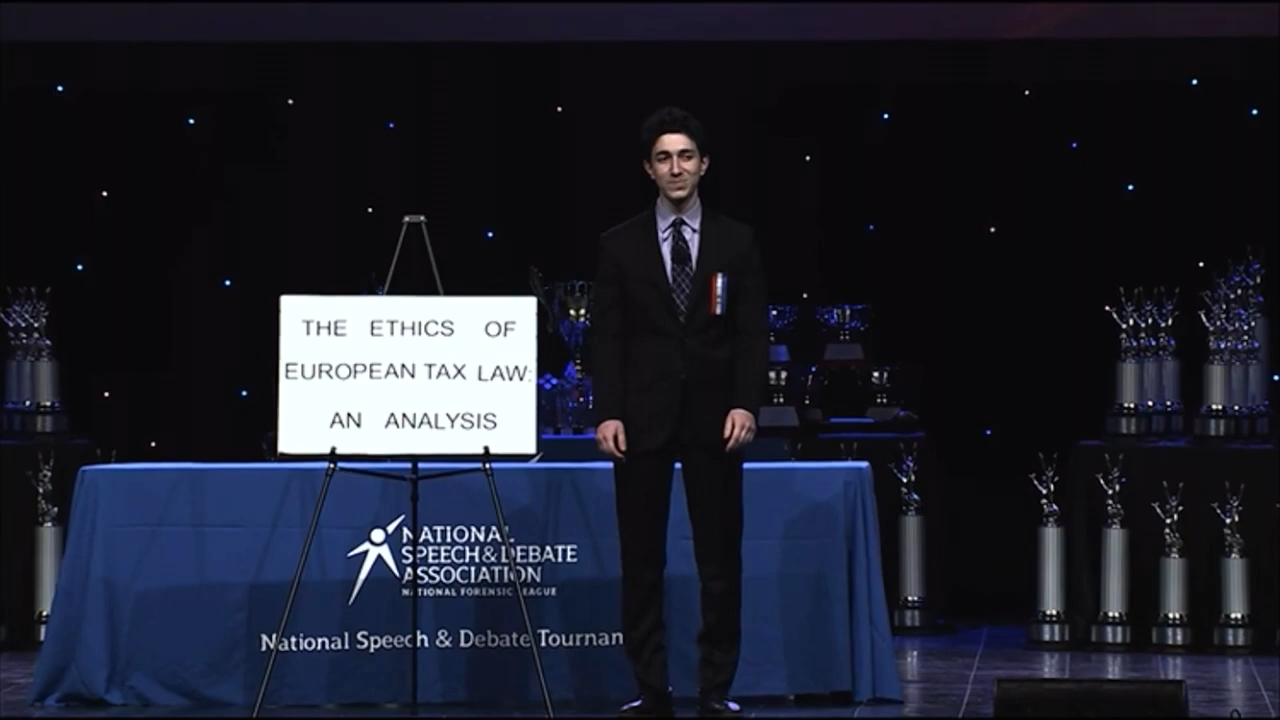 THE ETHICS OF
EUROPEAN TAX LAW:
AN ANALYSIS
NATIONAL
SPEECH & DEBATE
ASSOCIATION
NATIONAL FORENSIC LEAGUE
National Speech & Debate Tournam